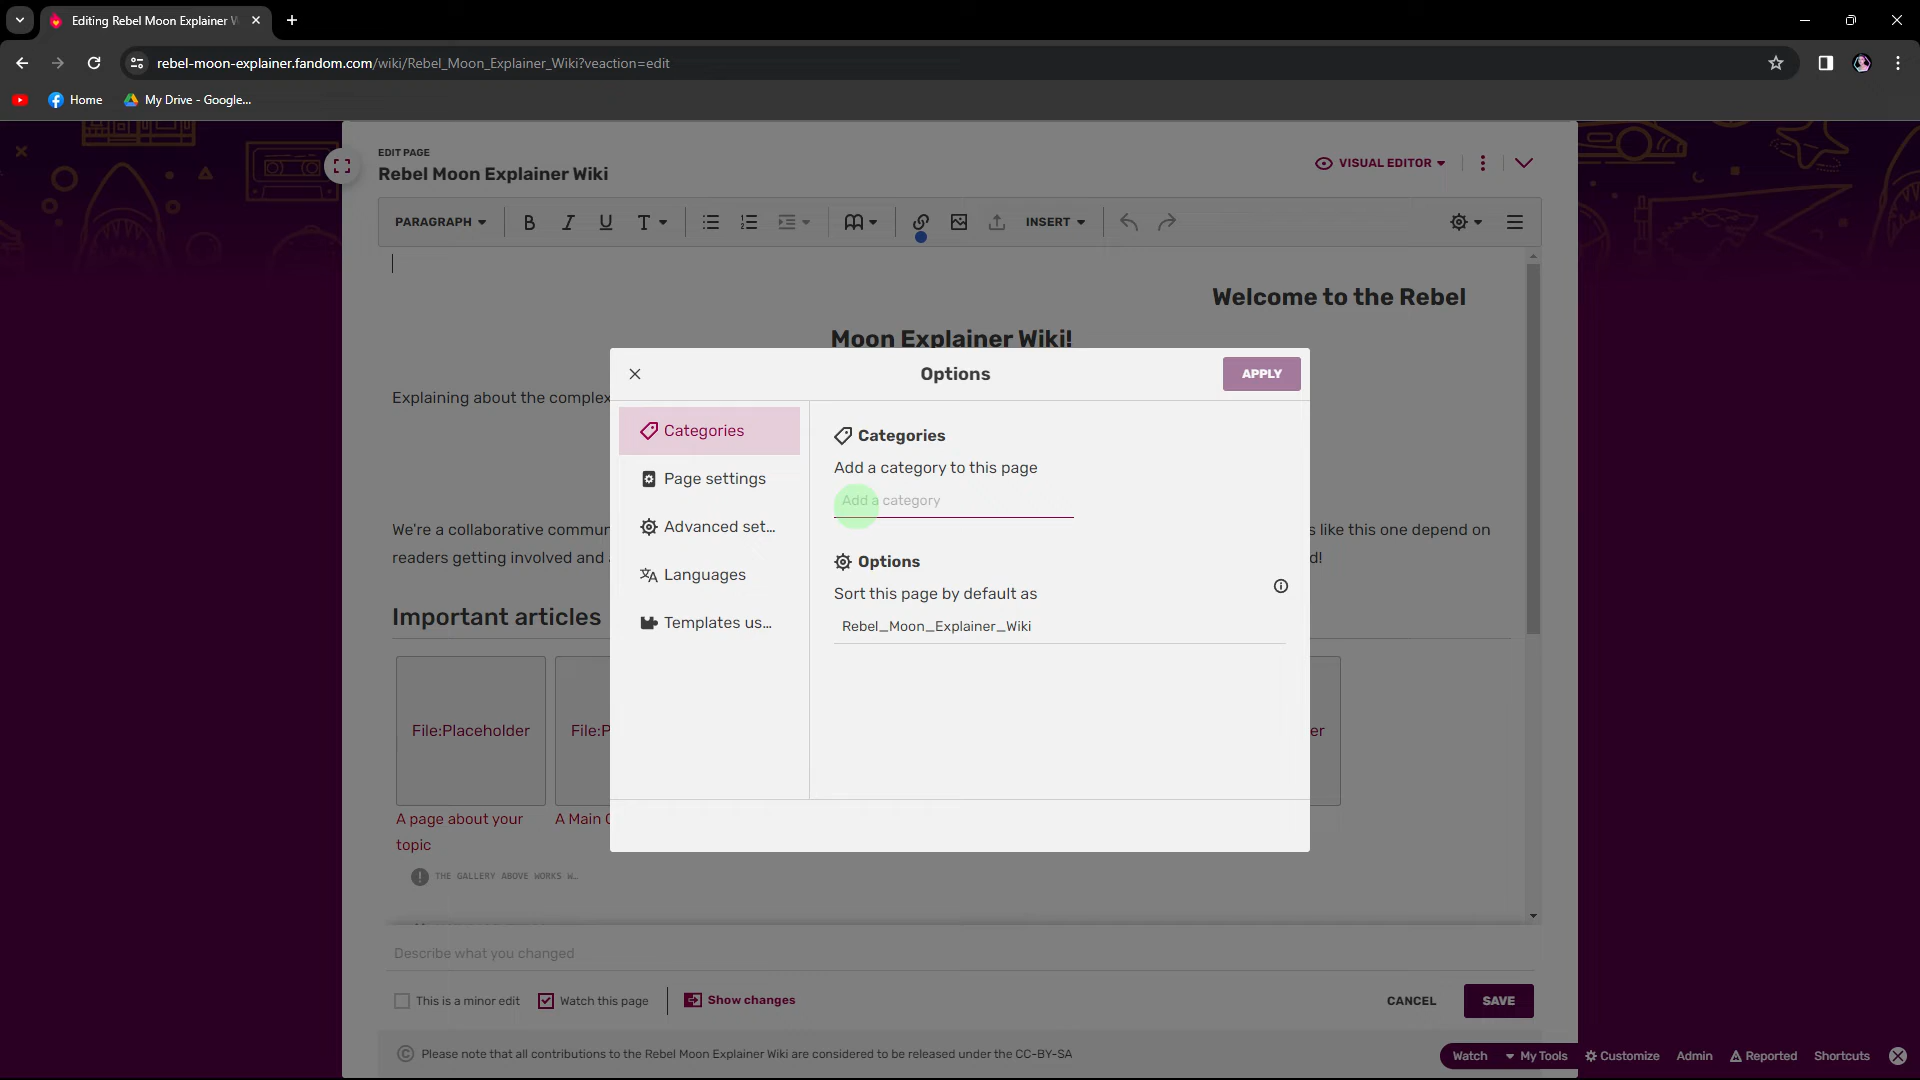 Editing Rebel Moon Explainer W
rebel-moon-explainer.fandom.com/wiki/Rebel_Moon_Explainer_Wiki?veaction=edit
Home
My Drive - Google...
EDIT PAGE
Rebel Moon Explainer Wiki
VISUAL EDITOR
PARAGRAPH
INSERT
Welcome to the Rebel
Moon Explainer Wiki!
Explaining about the complex
We're a collaborative commun
s like this one depend on
readers getting involved and
d!
Important articles
File:Placeholder
File:P
er
A page about your
topic
A Main C
THE GALLERY ABOVE WORKS W…
Options
APPLY
Categories
Page settings
Advanced set...
Languages
Templates us...
Categories
Add a category to this page
Add a category
Options
Sort this page by default as
Rebel_Moon_Explainer_Wiki
Describe what you changed
This is a minor edit
Watch this page
Show changes
CANCEL
SAVE
Please note that all contributions to the Rebel Moon Explainer Wiki are considered to be released under the CC-BY-SA
Watch
My Tools
Customize
Admin
Reported
Shortcuts